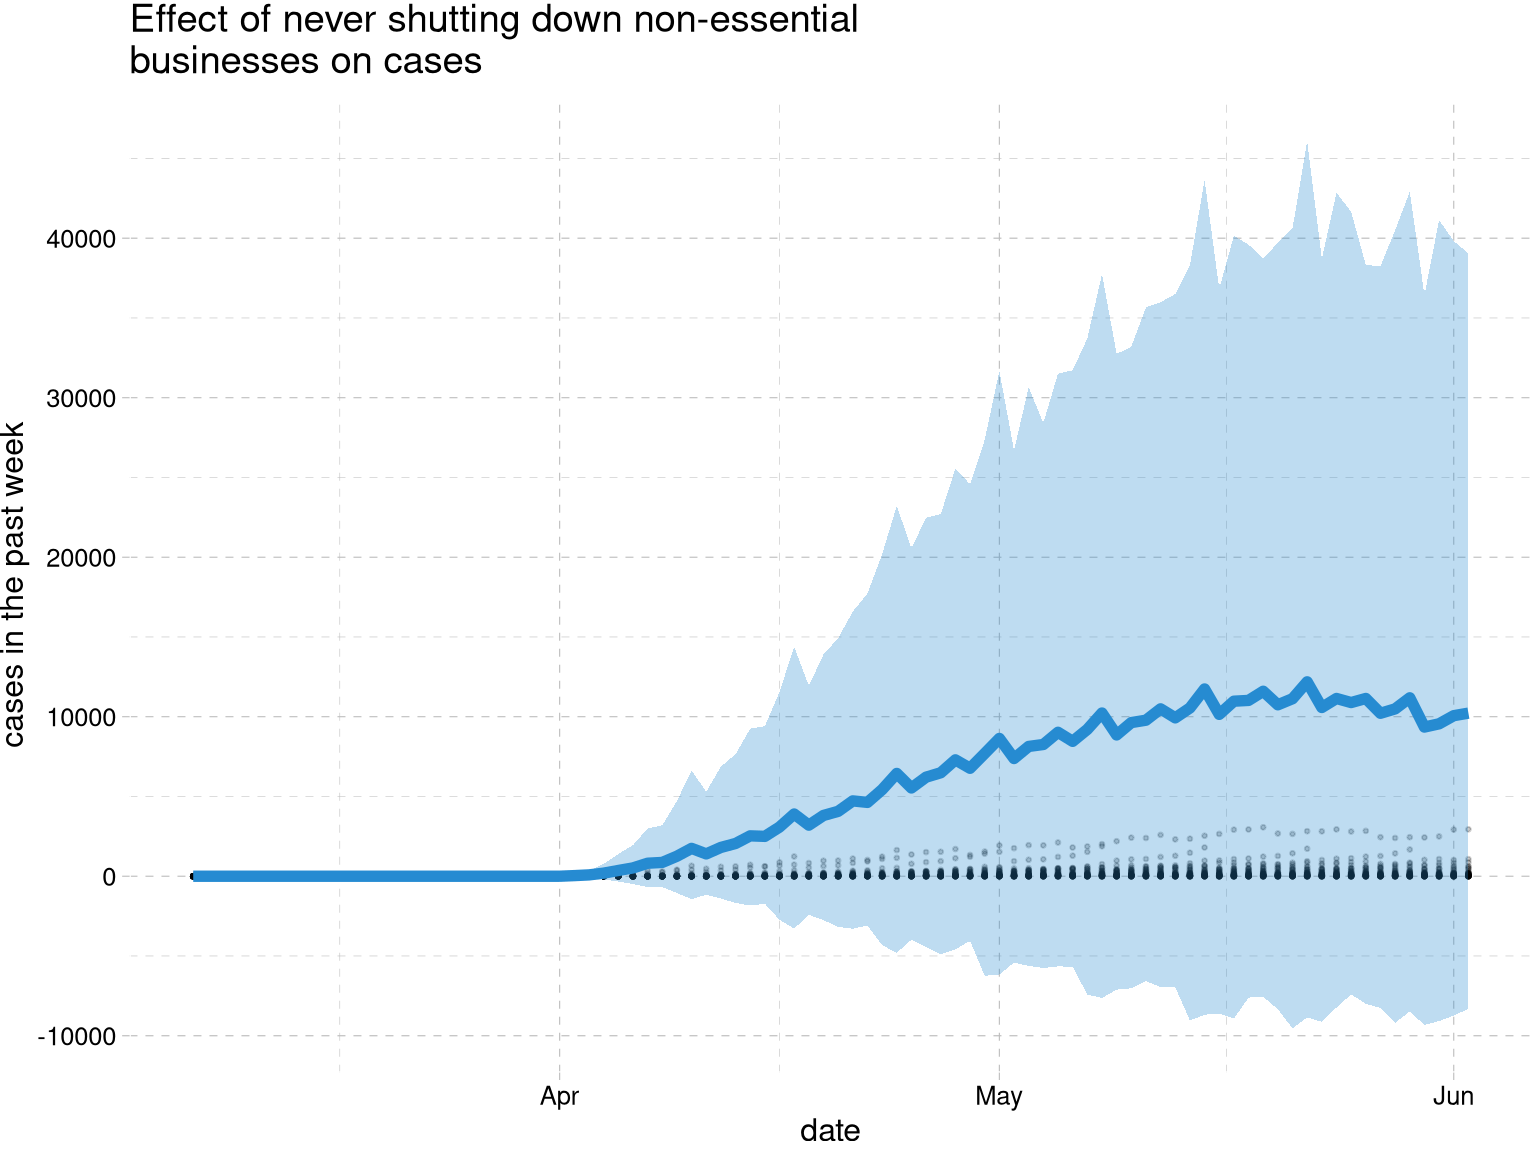 Effect of never shutting down non-essential
businesses on cases
cases in the past week
40000
30000
20000
10000
0
-10000
Apr
May
Jun
date